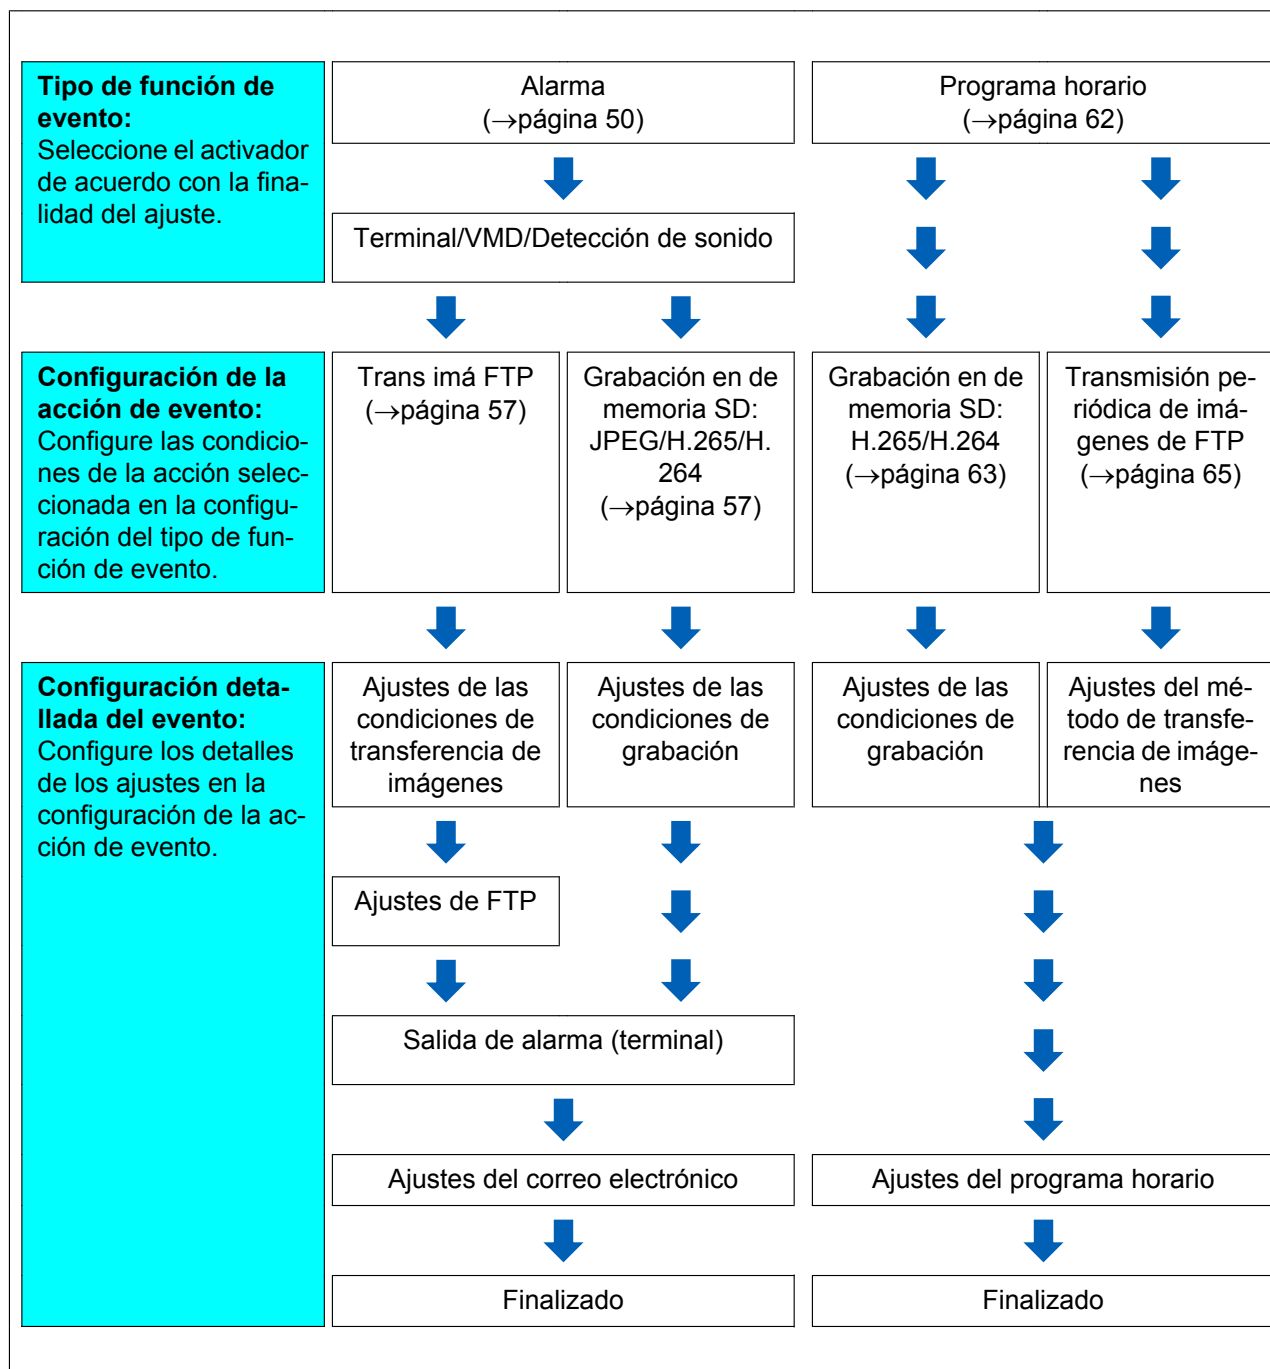 Tipo de función de
evento:
Seleccione el activador
de acuerdo con la fina-
lidad del ajuste.
Alarma
(→página 50)
Programa horario
(→página 62)
Terminal/VMD/Detección de sonido
Configuración de la
acción de evento:
Configure las condicio-
nes de la acción selec-
cionada en la configu-
ración del tipo de fun-
ción de evento.
Trans imá FTP
(→página 57)
Grabación en de
memoria SD:
JPEG/H.265/H.
264
(→página 57)
Grabación en de
memoria SD:
H.265/H.264
(→página 63)
Transmisión pe-
riódica de imá-
genes de FTP
(→página 65)
Configuración deta-
llada del evento:
Configure los detalles
de los ajustes en la
configuración de la ac-
ción de evento.
Ajustes de las
condiciones de
transferencia de
imágenes
Ajustes de las
condiciones de
grabación
Ajustes de las
condiciones de
grabación
Ajustes del mé-
todo de transfe-
rencia de imáge-
nes
Ajustes de FTP
Salida de alarma (terminal)
Ajustes del correo electrónico
Ajustes del programa horario
Finalizado
Finalizado